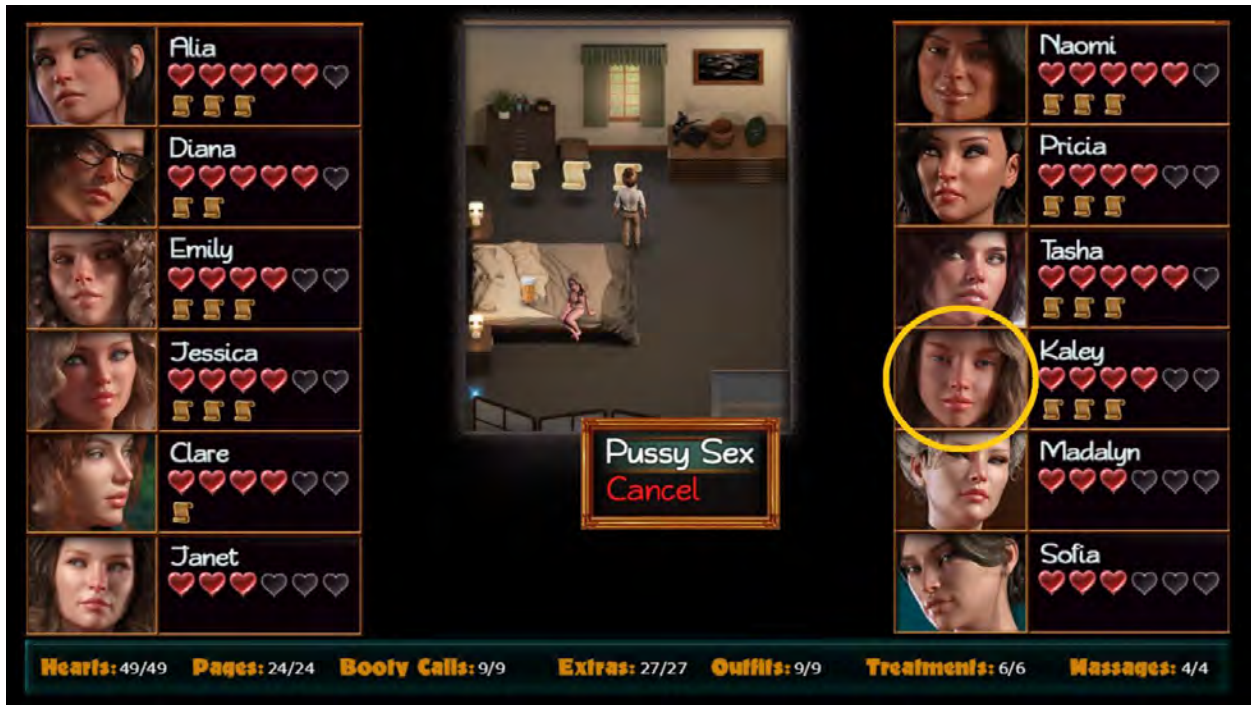 Alia
Diana
Emily
Jessica
Clare
Janet
Pussy Sex
Cancel
Naomi
Pricia
Tasha
Kaley
Madalyn
Sofia
Hearts: 49/49 Pages: 24/24 Booty Calls: 9/9 Extras: 27/27 Outfits: 9/9 Treatments: 6/6 Massages: 4/4